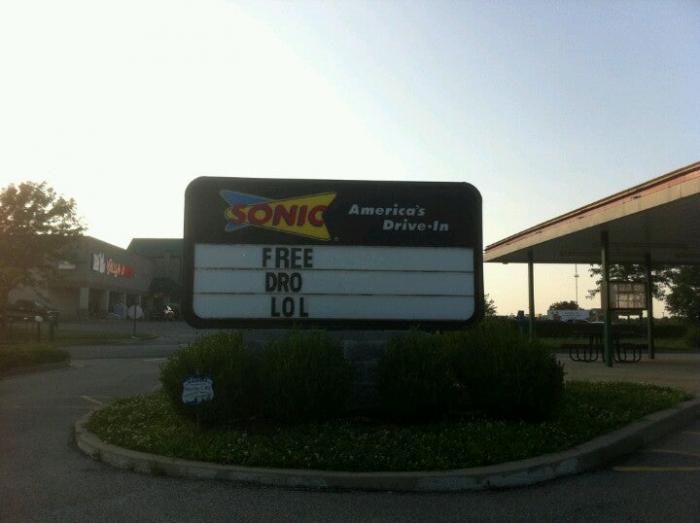 SONIC
America's
Drive-In
FREE
DRO
LOL